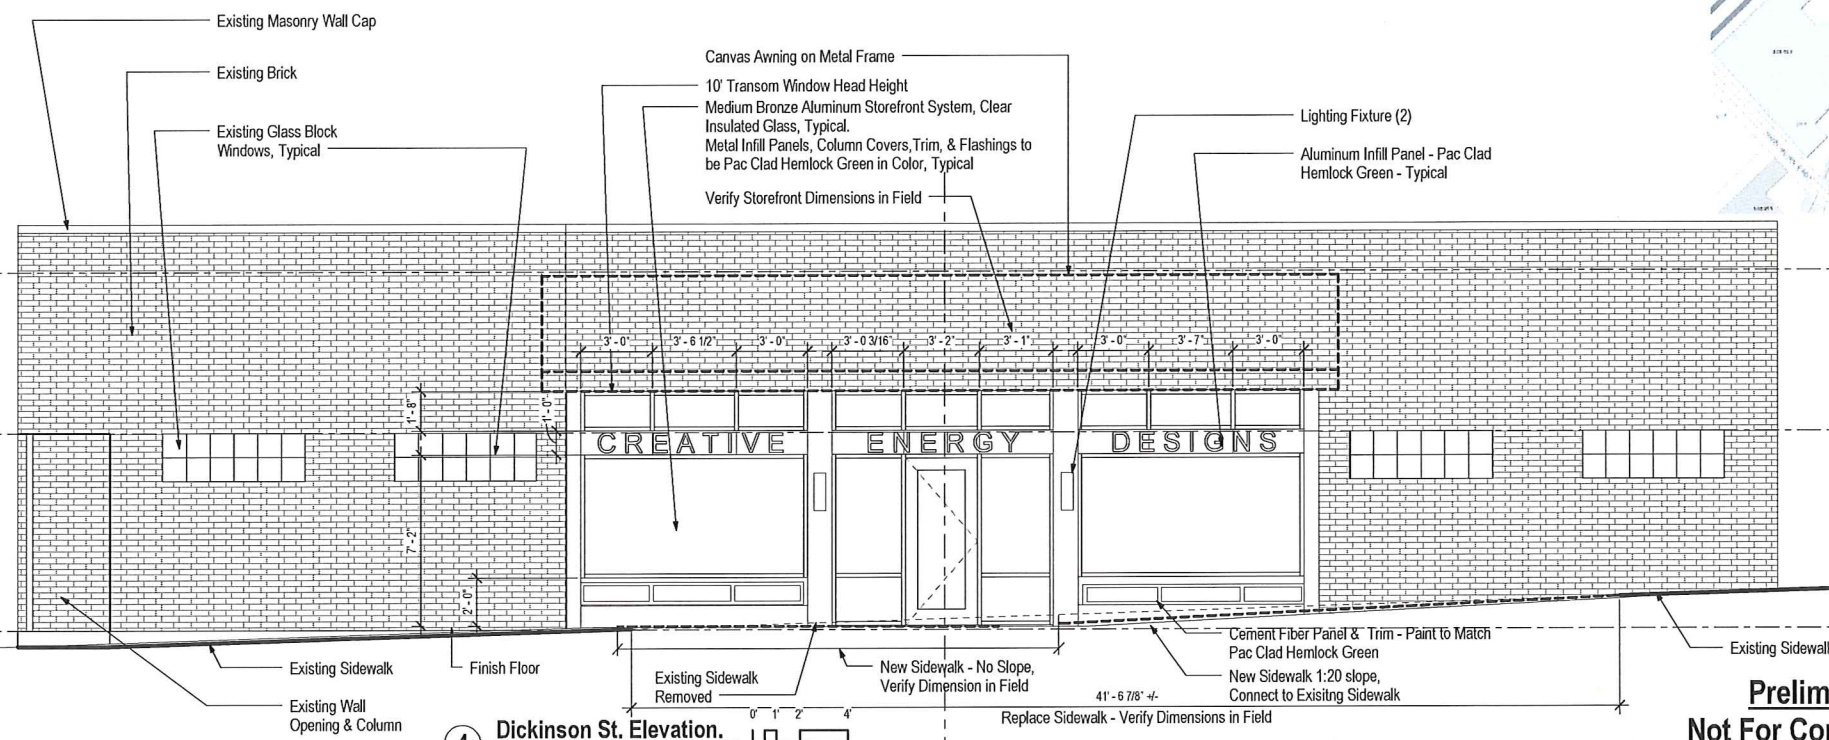 Existing Masonry Wall Cap
Existing Brick
Existing Glass Block
Windows, Typical
Canvas Awning on Metal Frame
10' Transom Window Head Height
Medium Bronze Aluminum Storefront System, Clear
Insulated Glass, Typical.
Metal Infill Panels, Column Covers,Trim, & Flashings to
be Pac Clad Hemlock Green in Color, Typical
Verify Storefront Dimensions in Field
Lighting Fixture (2)
Aluminum Infill Panel - Pac Clad
Hemlock Green - Typical
3' - 0" 3' - 6 1/2" 3' - 0" 3' - 0 3/16" 3' - 2" 3' - 1" 3' - 0" 3' - 7" 3' - 0"
1' - 8"
1' - 0"
7' - 2"
2' - 0"
CREATIVE ENERGY DESIGNS
Existing Sidewalk
Finish Floor
Existing Wall
Opening & Column
Existing Sidewalk
Removed
New Sidewalk - No Slope,
Verify Dimension in Field
Cement Fiber Panel & Trim - Paint to Match
Pac Clad Hemlock Green
New Sidewalk 1:20 slope,
Connect to Exisitng Sidewalk
Existing Sidewalk
41' - 6 7/8" +/-
Replace Sidewalk - Verify Dimensions in Field
Dickinson St. Elevation.
0' 1' 2' 4'
Prelim
Not For Con